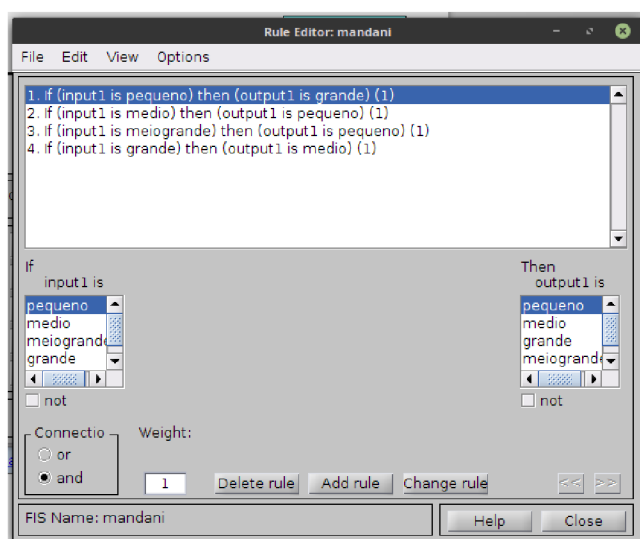 Rule Editor: mandani
File Edit View Options
1. If (input1 is pequeno) then (output1 is grande) (1)
2. If (input1 is medio) then (output1 is pequeno) (1)
3. If (input1 is meiogrande) then (output1 is pequeno) (1)
4. If (input1 is grande) then (output1 is medio) (1)
If
input1 is
pequeno
medio
meiogrande
grande
not
Then
output1 is
pequeno
medio
grande
meiogrande
not
Connectio
or
and
Weight:
1
Delete rule Add rule Change rule << >>
FIS Name: mandani
Help Close